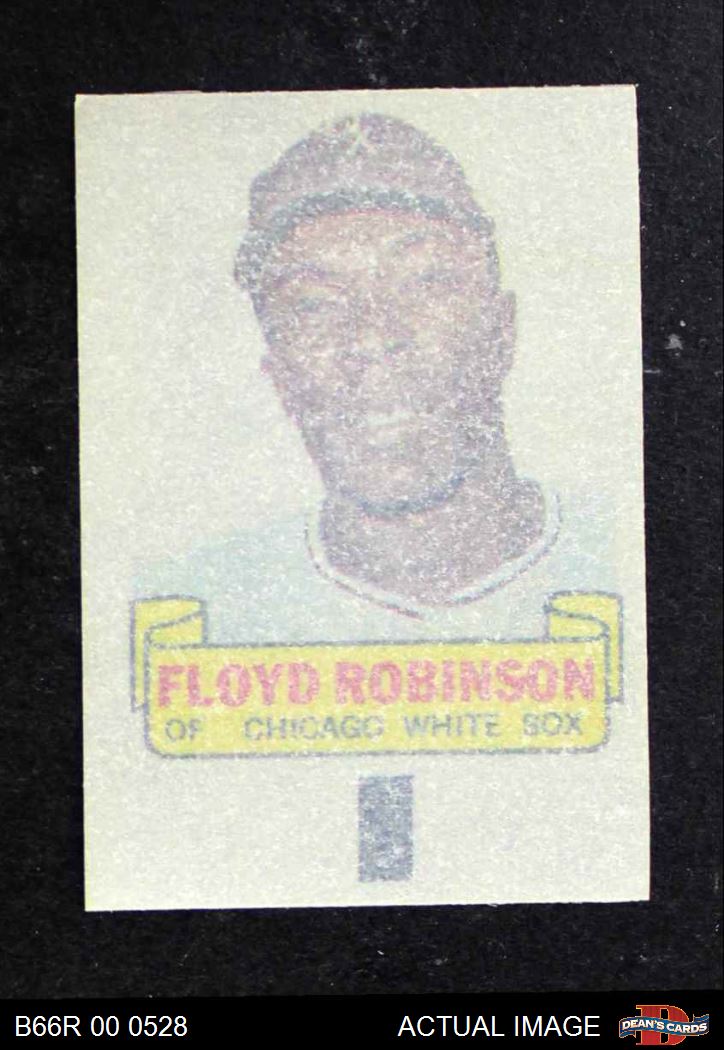 FLOYD ROBINSON
OF CHICAGO WHITE SOX
B66R 00 0528
ACTUAL IMAGE
D
DEAN'S CARDS